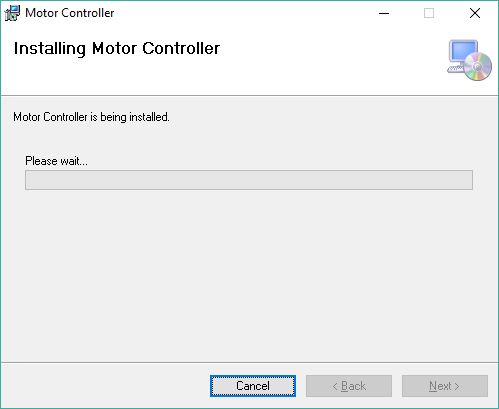 Motor Controller
Installing Motor Controller
Motor Controller is being installed.
Please wait...
Cancel
< Back
Next >